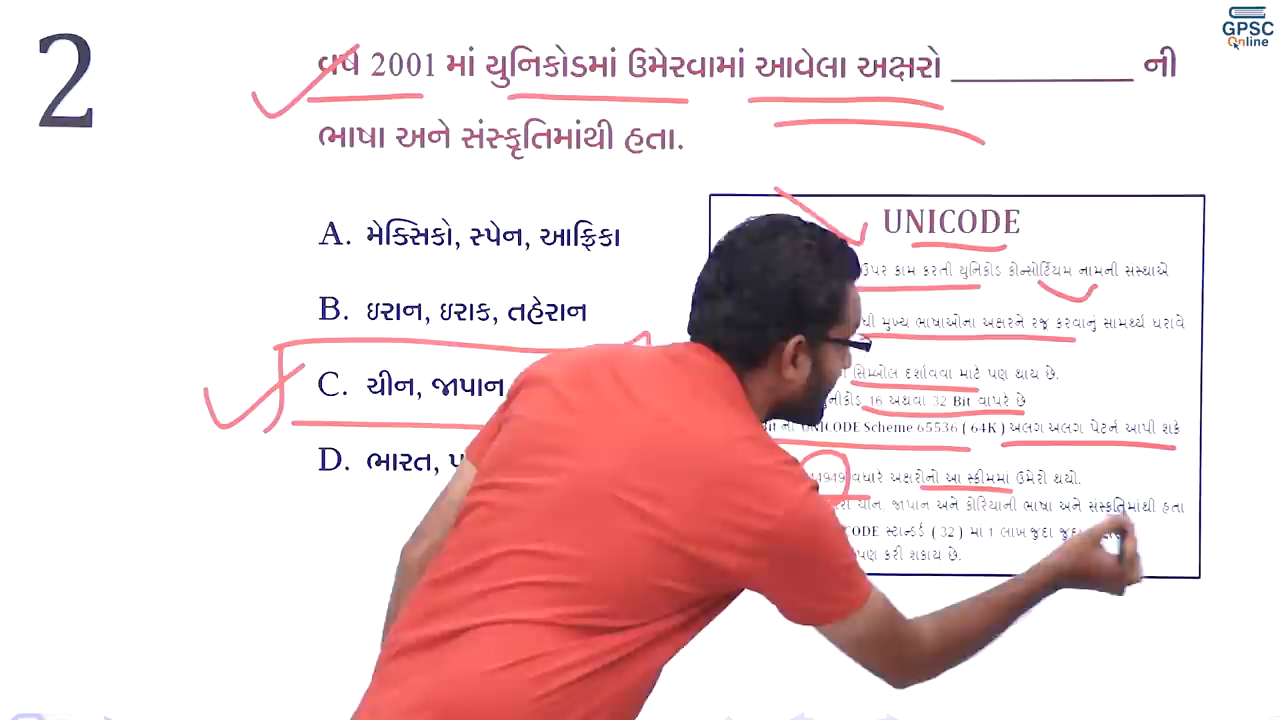 GPSC
Online
2
વર્ષ 2001 માં યુનિકોડમાં ઉમેરવામાં આવેલા અક્ષરો ____________ ની
ભાષા અને સંસ્કૃતિમાંથી હતા.
A. મેક્સિકો, સ્પેન, આફ્રિકા
B. ઇરાન, ઇરાક, તહેરાન
C. ચીન, જાપાન
D. ભારત,
UNICODE
ઉપર કામ કરતી યુનિકોડ કોન્સોર્ટિયમ નામની સંસ્થાએ
મુખ્ય ભાષાઓના અક્ષરને રજૂ કરવાનું સામર્થ્ય ધરાવે
સિમ્બોલ દર્શાવવા માટે પણ થાય છે.
16 અથવા 32 Bit વાપરે છે
ના UNICODE Scheme 65536 ( 64K ) અલગ અલગ પેટર્ન આપી શકે
44949 વધારે અક્ષરોનો આ સ્કીમમાં ઉમેરો થયો.
ચીન, જાપાન અને કોરિયાની ભાષા અને સંસ્કૃતિમાંથી હતા
CODE સ્ટાન્ડર્ડ ( 32 ) મા 1 લાખ જુદા જુદા
પણ કરી શકાય છે.